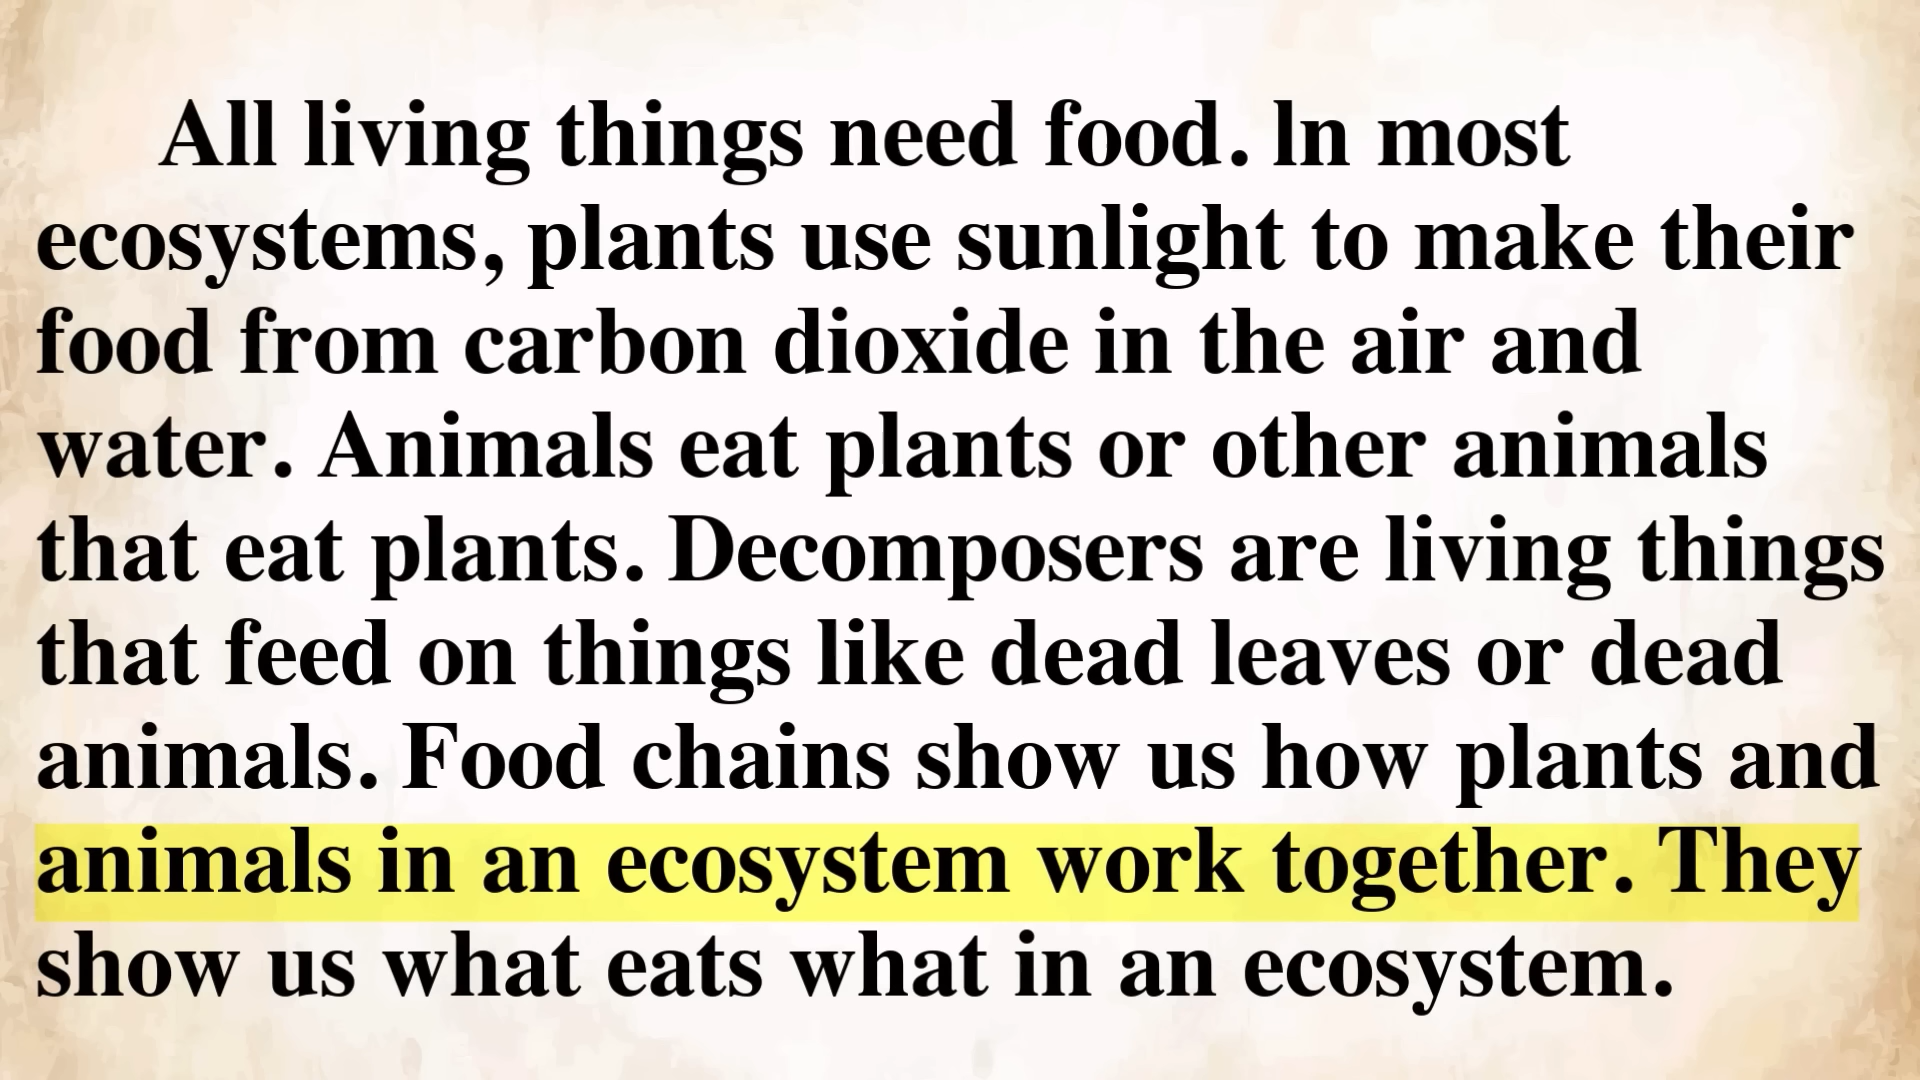 All living things need food. ln most
ecosystems, plants use sunlight to make their
food from carbon dioxide in the air and
water. Animals eat plants or other animals
that eat plants. Decomposers are living things
that feed on things like dead leaves or dead
animals. Food chains show us how plants and
animals in an ecosystem work together. They
show us what eats what in an ecosystem.